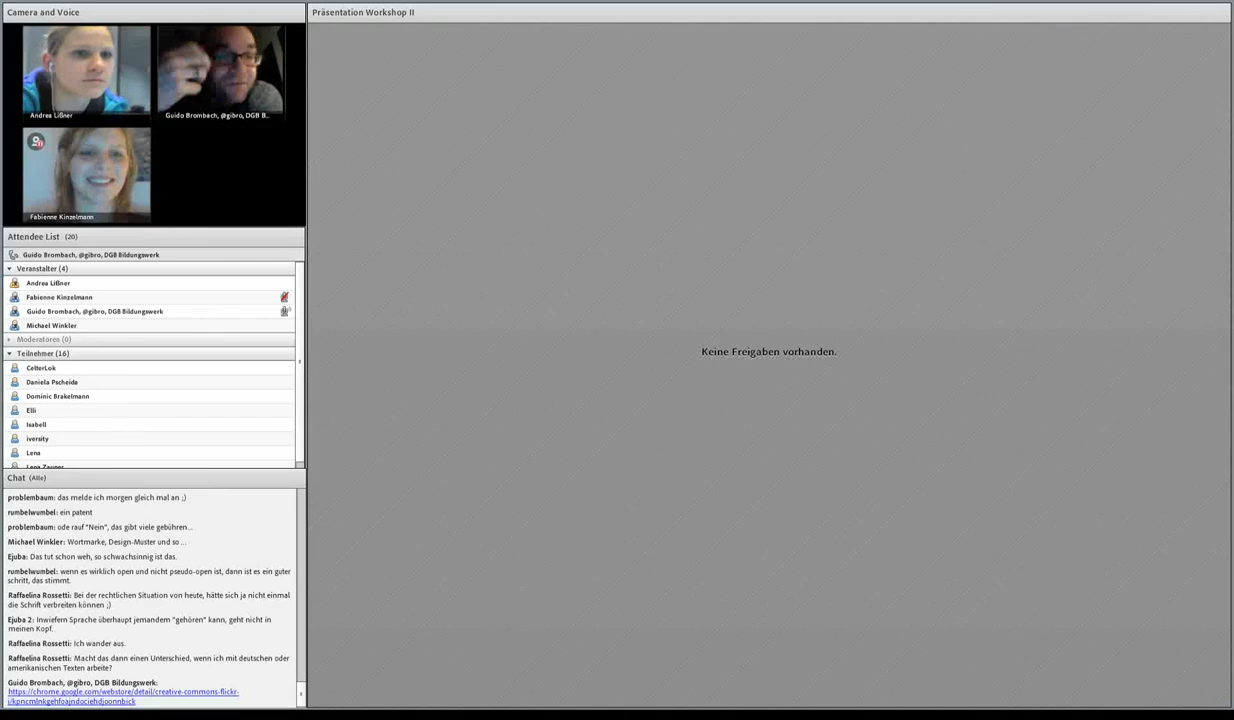 Camera and Voice
Präsentation Workshop II
Andrea Lißner
Guido Brombach, @gibro, DGB B..
Fabienne Kinzelmann
Attendee List (20)
Guido Brombach, @gibro, DGB Bildungswerk
Veranstalter (4)
Andrea Lißner
Fabienne Kinzelmann
Guido Brombach, @gibro, DGB Bildungswerk
Michael Winkler
Moderatoren (0)
Teilnehmer (16)
CelterLok
Daniela Pscheida
Dominic Brakelmann
Elli
Isabell
iversity
Lena
Lena Zauner
Keine Freigaben vorhanden.
Chat (Alle)
problembaum: das melde ich morgen gleich mal an ;)
rumbelwumbel: ein patent
problembaum: ode rauf "Nein", das gibt viele gebühren...
Michael Winkler: Wortmarke, Design-Muster und so ...
Ejuba: Das tut schon weh, so schwachsinnig ist das.
rumbelwumbel: wenn es wirklich open und nicht pseudo-open ist, dann ist es ein guter
schritt, das stimmt.
Raffaelina Rossetti: Bei der rechtlichen Situation von heute, hätte sich ja nicht einmal
die Schrift verbreiten können ;)
Ejuba 2: Inwiefern Sprache überhaupt jemandem "gehören" kann, geht nicht in
meinen Kopf.
Raffaelina Rossetti: Ich wander aus.
Raffaelina Rossetti: Macht das dann einen Unterschied, wenn ich mit deutschen oder
amerikanischen Texten arbeite?
Guido Brombach, @gibro, DGB Bildungswerk:
https://chrome.google.com/webstore/detail/creative-commons-flickr-
i/kpncmlnkgehfoajndociehdjoonnbick